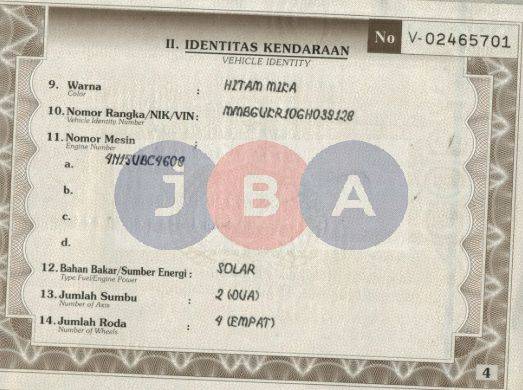 No V-02465701
II. IDENTITAS KENDARAAN
VEHICLE IDENTITY
9. Warna : HITAM MIKA
Color
10. Nomor Rangka/NIK/VIN: MMBGUKR10GH039128
Vehicle Identity Number
11. Nomor Mesin :
Engine Number
a. 4N15UBC4609
b.
c.
d.
JBA
12. Bahan Bakar/Sumber Energi : SOLAR
Type Fuel/Engine Power
13. Jumlah Sumbu : 2 (DUA)
Number of Axis
14. Jumlah Roda : 4 (EMPAT)
Number of Wheels
4